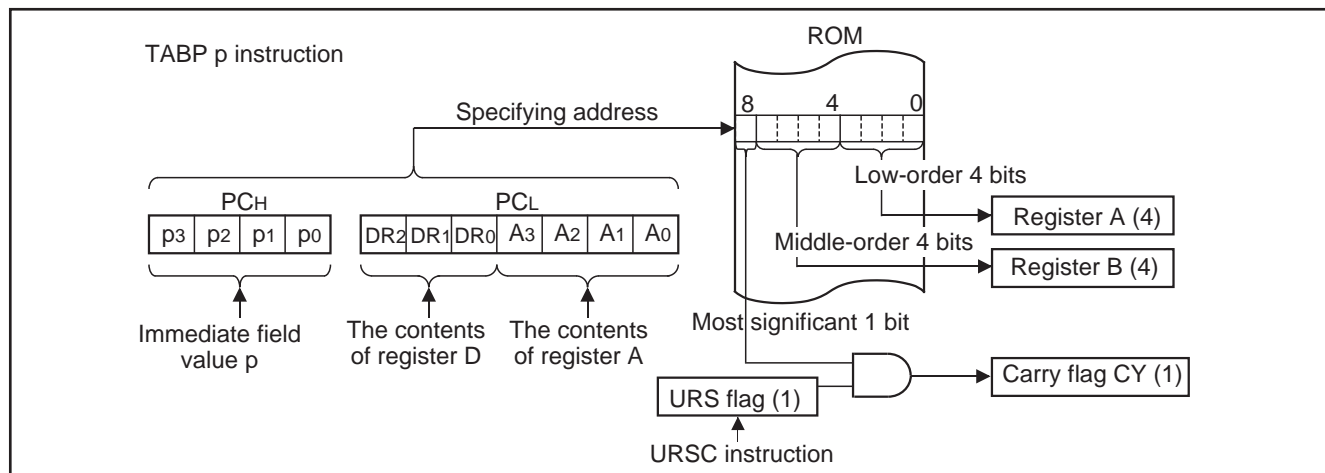 ROM
TABP p instruction
8 4 0
Specifying address
Low-order 4 bits
PCH PCL
p3 p2 p1 p0 DR2 DR1 DR0 A3 A2 A1 A0
Register A (4)
Middle-order 4 bits
Register B (4)
Immediate field
value p
The contents
of register D
The contents
of register A
Most significant 1 bit
Carry flag CY (1)
URS flag (1)
URSC instruction